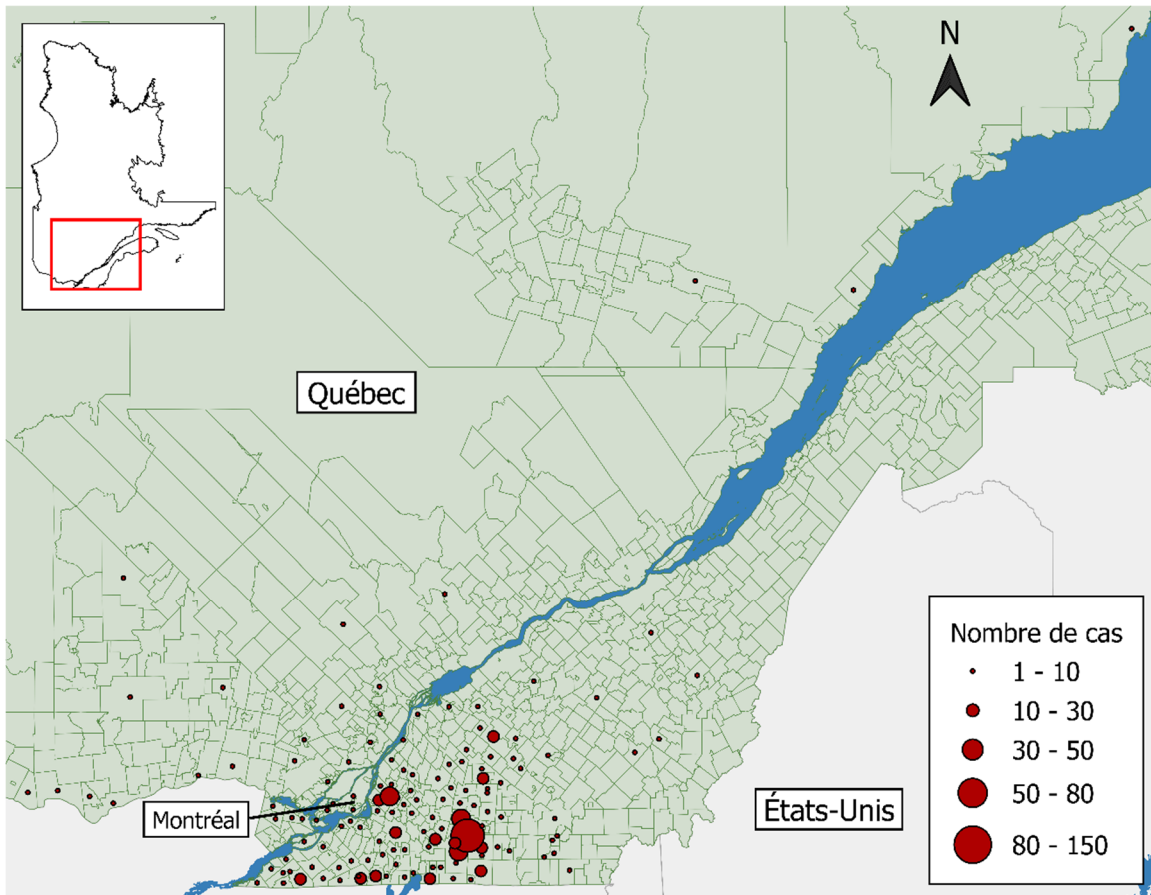 N
Québec
Montréal
États-Unis
Nombre de cas
1 - 10
10 - 30
30 - 50
50 - 80
80 - 150